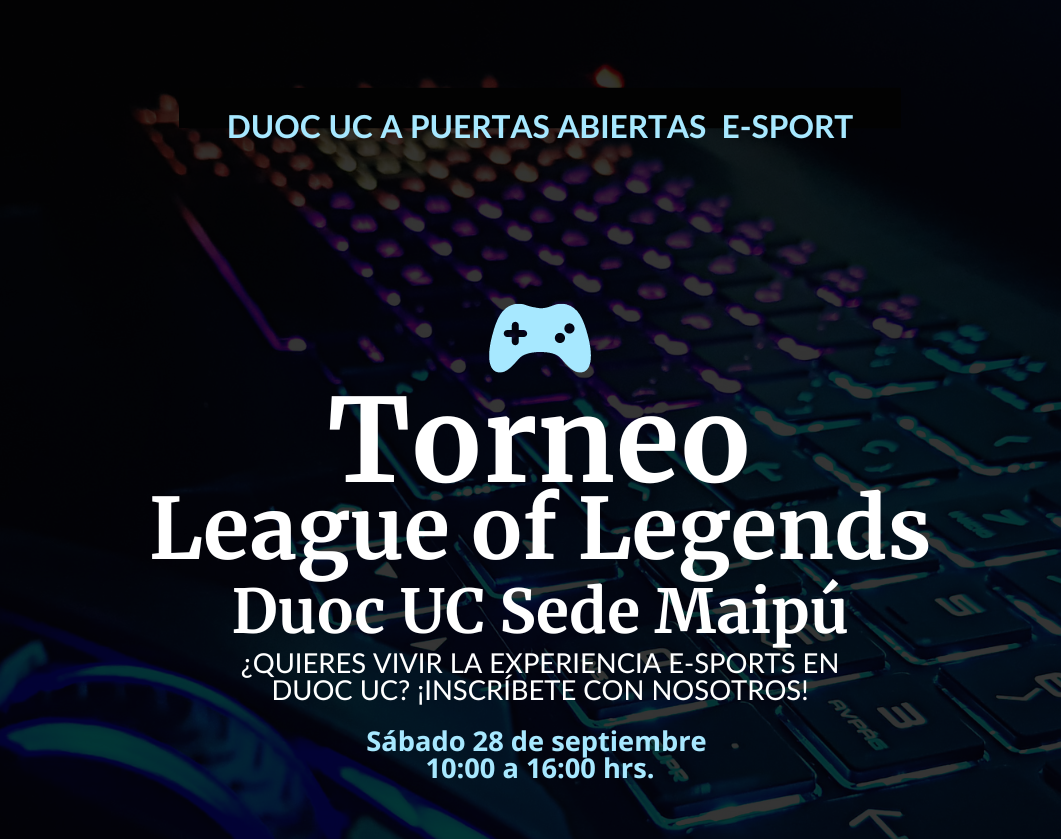 DUOC UC A PUERTAS ABIERTAS E-SPORT
Torneo
League of Legends
Duoc UC Sede Maipú
¿QUIERES VIVIR LA EXPERIENCIA E-SPORTS EN
DUOC UC? ¡INSCRÍBETE CON NOSOTROS!
Sábado 28 de septiembre
10:00 a 16:00 hrs.